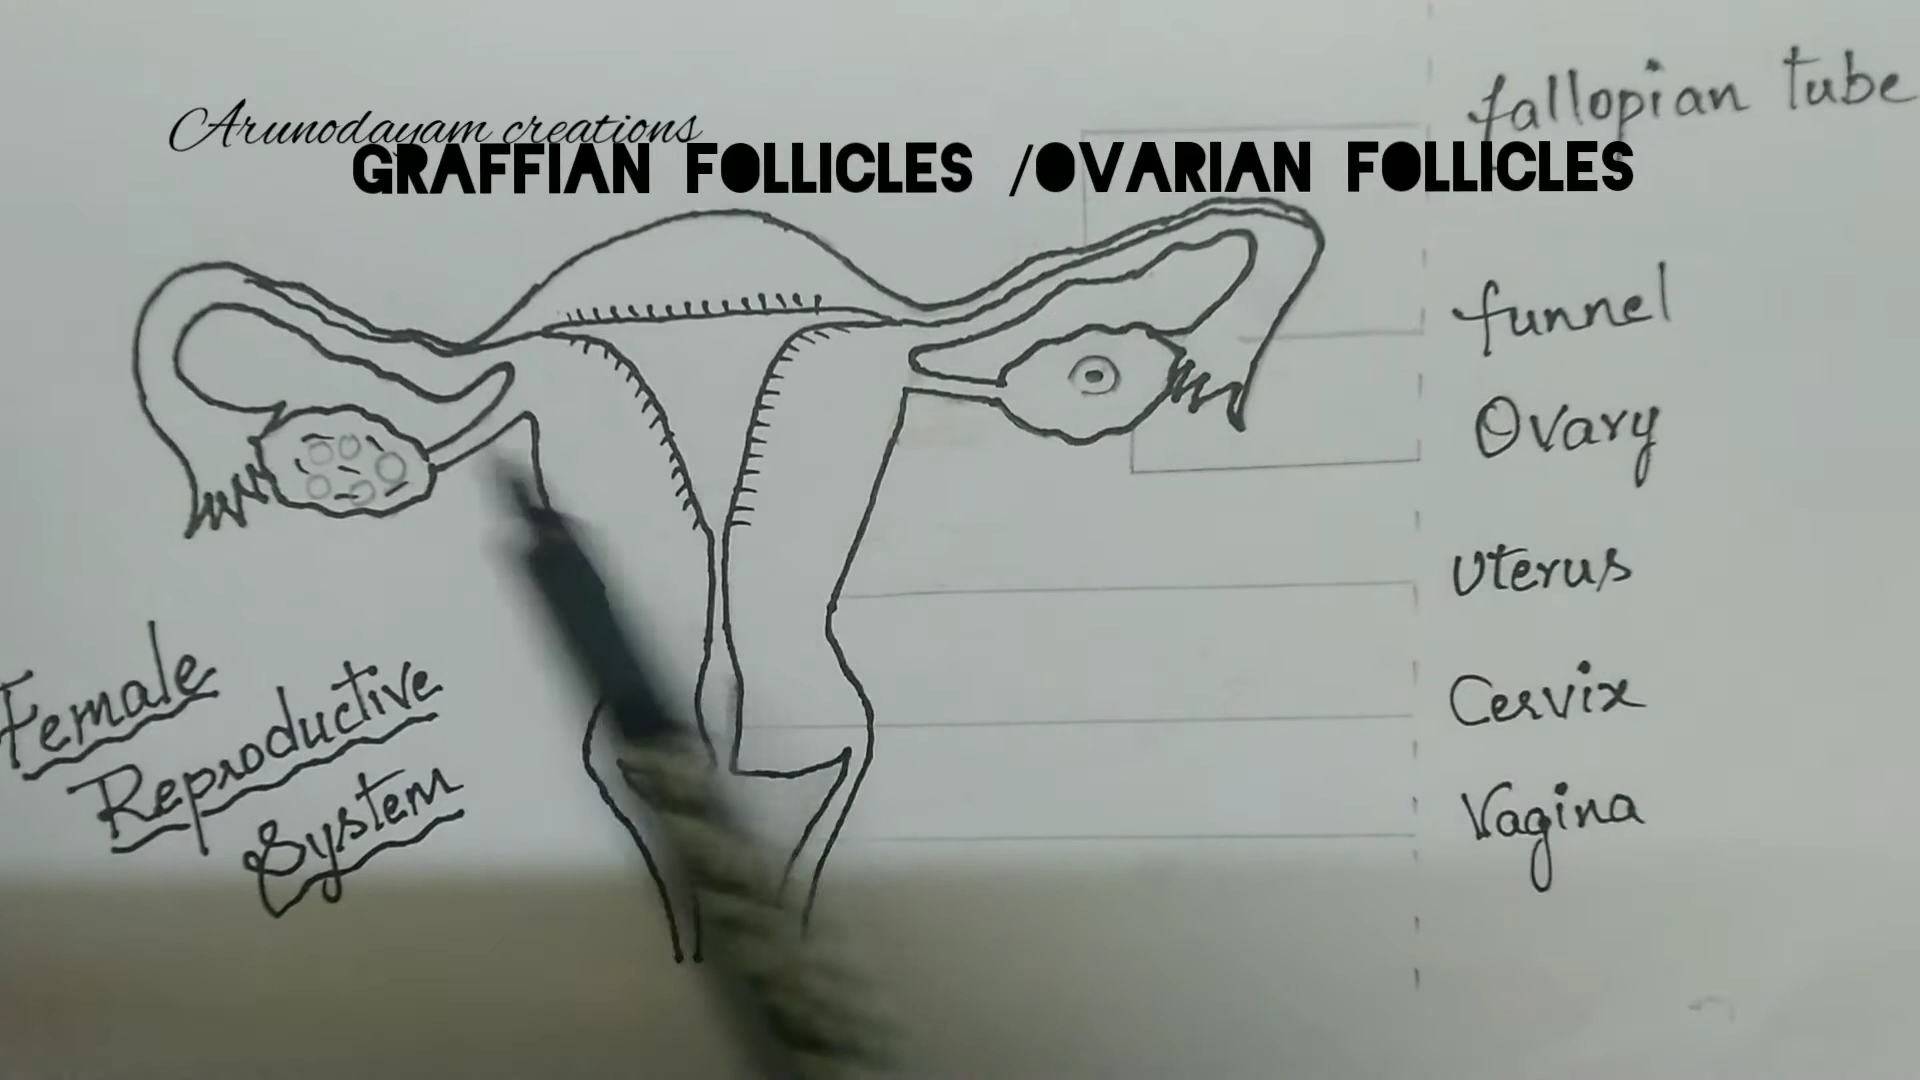 Arunodayam creations
GRAFFIAN FOLLICLES /OVARIAN FOLLICLES
fallopian tube
funnel
Ovary
Uterus
Cervix
Vagina
Female
Reproductive
System